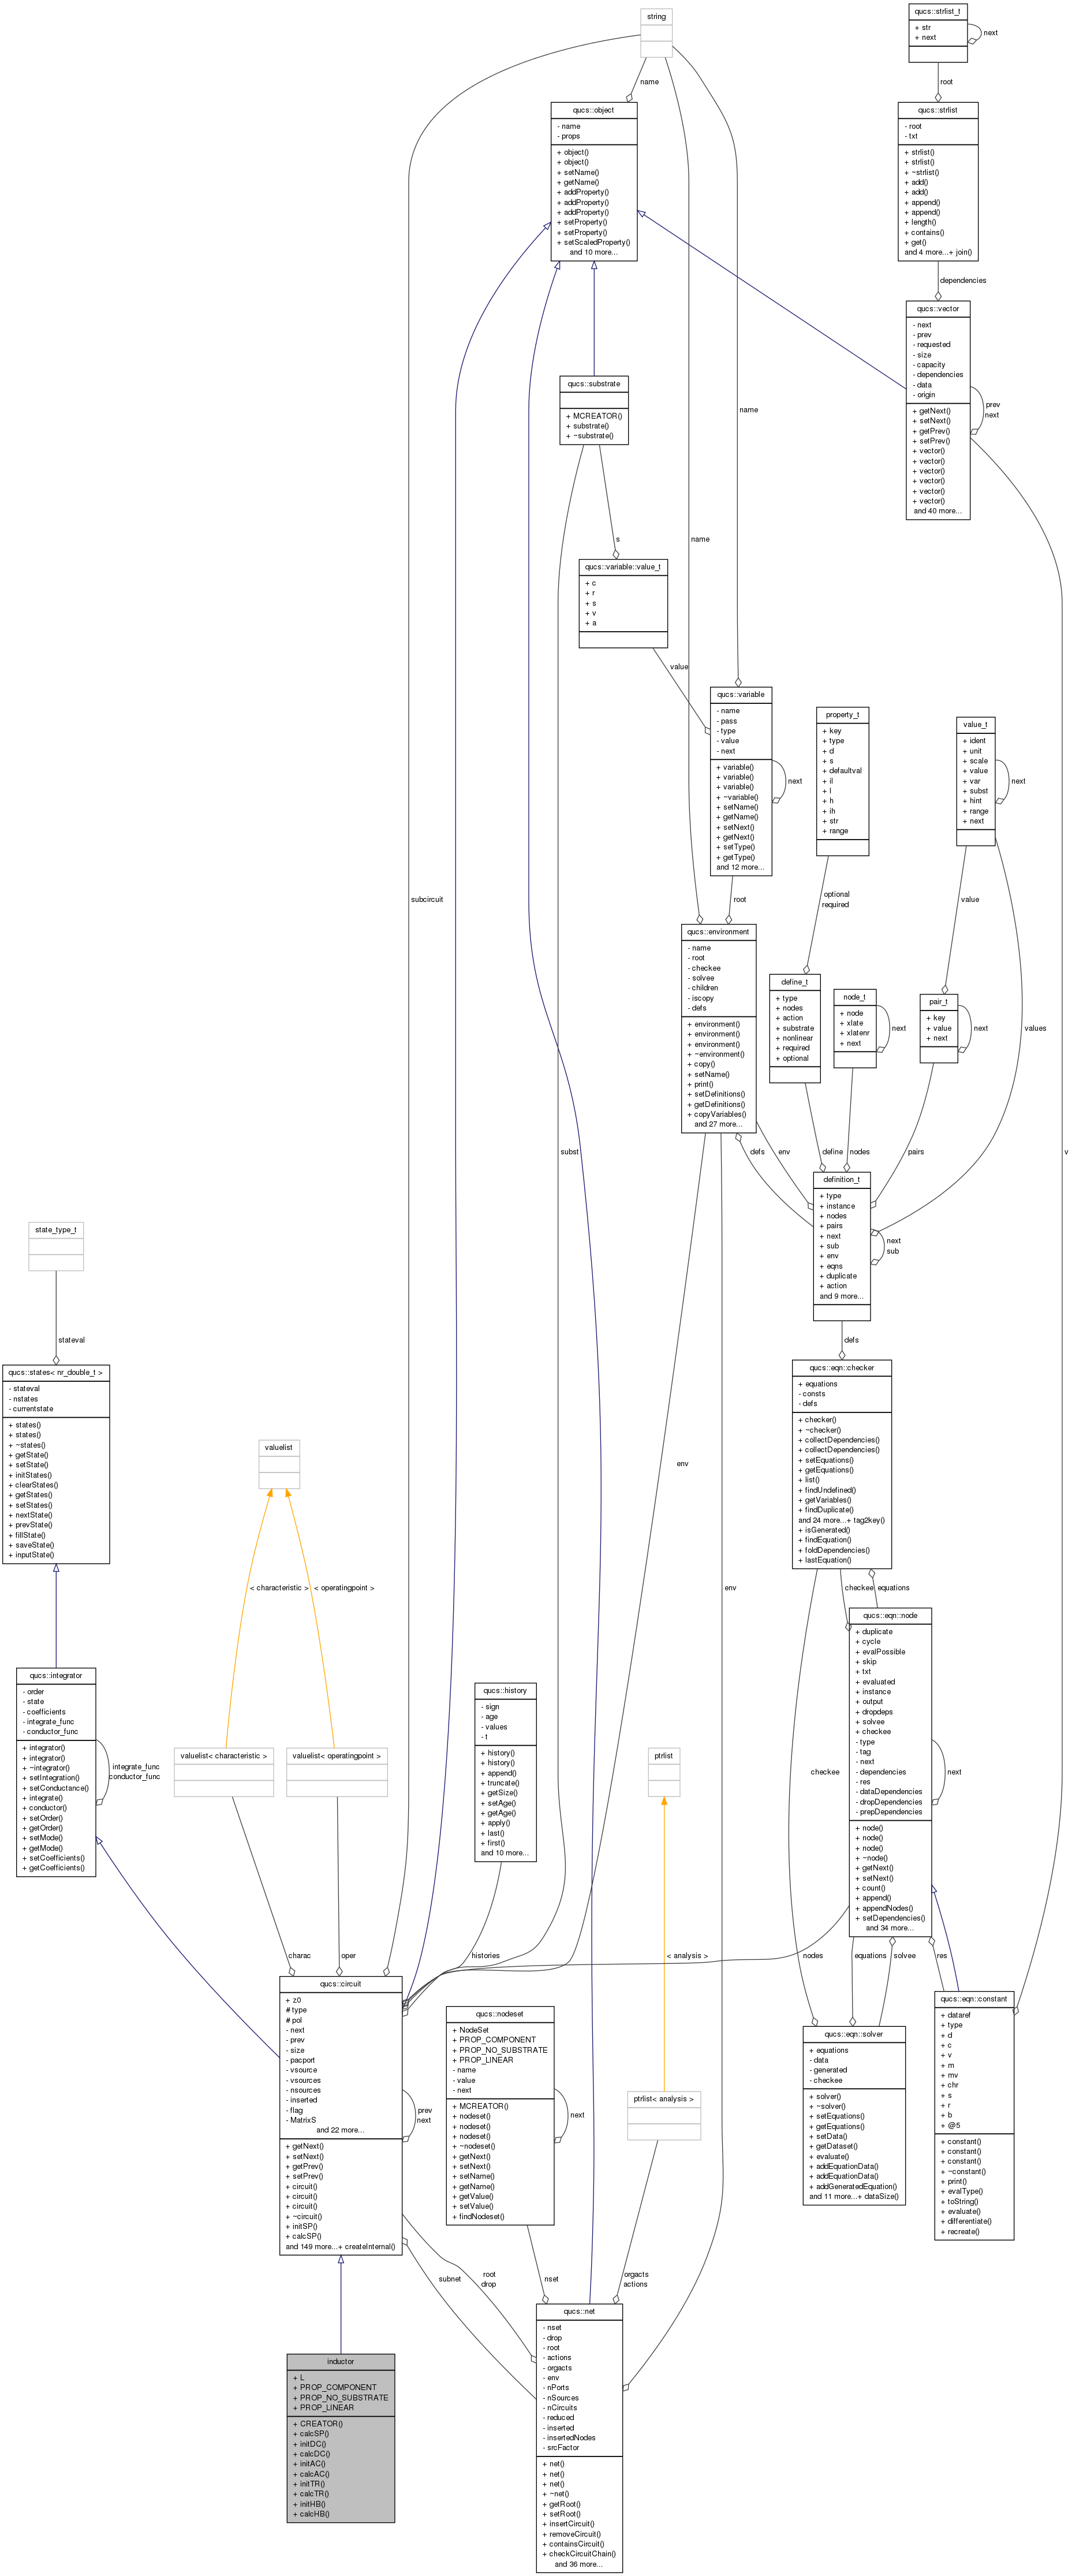 string
qucs::strlist_t
+ str
+ next
next
root
name
qucs::object
- name
- props
+ object()
+ object()
+ setName()
+ getName()
+ addProperty()
+ addProperty()
+ addProperty()
+ setProperty()
+ setProperty()
+ setScaledProperty()
and 10 more...
qucs::strlist
- root
- txt
+ strlist()
+ strlist()
+ ~strlist()
+ add()
+ add()
+ append()
+ append()
+ length()
+ contains()
+ get()
and 4 more...+ join()
dependencies
qucs::vector
- next
- prev
- requested
- size
- capacity
- dependencies
- data
- origin
+ getNext()
+ setNext()
+ getPrev()
+ setPrev()
+ vector()
+ vector()
+ vector()
+ vector()
+ vector()
+ vector()
and 40 more...
prev
next
qucs::substrate
+ MCREATOR()
+ substrate()
+ ~substrate()
name
name
s
qucs::variable::value_t
+ c
+ r
+ s
+ v
+ a
value
qucs::variable
- name
- pass
- type
- value
- next
+ variable()
+ variable()
+ variable()
+ ~variable()
+ setName()
+ getName()
+ setNext()
+ getNext()
+ setType()
+ getType()
and 12 more...
next
root
property_t
+ key
+ type
+ d
+ s
+ defaultval
+ il
+ l
+ h
+ ih
+ str
+ range
optional
required
value_t
+ ident
+ unit
+ scale
+ value
+ var
+ subst
+ hint
+ range
+ next
next
value
values
subcircuit
qucs::environment
- name
- root
- checkee
- solvee
- children
- iscopy
- defs
+ environment()
+ environment()
+ environment()
+ ~environment()
+ copy()
+ setName()
+ print()
+ setDefinitions()
+ getDefinitions()
+ copyVariables()
and 27 more...
define_t
+ type
+ nodes
+ action
+ substrate
+ nonlinear
+ required
+ optional
node_t
+ node
+ xlate
+ xlatenr
+ next
next
pair_t
+ key
+ value
+ next
next
subst
defs
env
define
nodes
pairs
v
definition_t
+ type
+ instance
+ nodes
+ pairs
+ next
+ sub
+ env
+ eqns
+ duplicate
+ action
and 9 more...
next
sub
defs
state_type_t
stateval
qucs::states< nr_double_t >
- stateval
- nstates
- currentstate
+ states()
+ states()
+ ~states()
+ getState()
+ setState()
+ initStates()
+ clearStates()
+ getStates()
+ setStates()
+ nextState()
+ prevState()
+ fillState()
+ saveState()
+ inputState()
valuelist
< characteristic >
< operatingpoint >
env
env
qucs::eqn::checker
+ equations
- consts
- defs
+ checker()
+ ~checker()
+ collectDependencies()
+ collectDependencies()
+ setEquations()
+ getEquations()
+ list()
+ findUndefined()
+ getVariables()
+ findDuplicate()
and 24 more...+ tag2key()
+ isGenerated()
+ findEquation()
+ foldDependencies()
+ lastEquation()
checkee
equations
qucs::eqn::node
+ duplicate
+ cycle
+ evalPossible
+ skip
+ txt
+ evaluated
+ instance
+ output
+ dropdeps
+ solvee
+ checkee
- type
- tag
- next
- dependencies
- res
- dataDependencies
- dropDependencies
- prepDependencies
+ node()
+ node()
+ node()
+ ~node()
+ getNext()
+ setNext()
+ count()
+ append()
+ appendNodes()
+ setDependencies()
and 34 more...
next
checkee
qucs::integrator
- order
- state
- coefficients
- integrate_func
- conductor_func
+ integrator()
+ integrator()
+ ~integrator()
+ setIntegration()
+ setConductance()
+ integrate()
+ conductor()
+ setOrder()
+ getOrder()
+ setMode()
+ getMode()
+ setCoefficients()
+ getCoefficients()
integrate_func
conductor_func
valuelist< characteristic >
valuelist< operatingpoint >
qucs::history
- sign
- age
- values
- t
+ history()
+ history()
+ append()
+ truncate()
+ getSize()
+ setAge()
+ getAge()
+ apply()
+ last()
+ first()
and 10 more...
ptrlist
charac
oper
histories
< analysis >
nodes
equations
solvee
res
qucs::circuit
+ z0
# type
# pol
- next
- prev
- size
- pacport
- vsource
- vsources
- nsources
- inserted
- flag
- MatrixS
and 22 more...
+ getNext()
+ setNext()
+ getPrev()
+ setPrev()
+ circuit()
+ circuit()
+ circuit()
+ ~circuit()
+ initSP()
+ calcSP()
and 149 more...+ createInternal()
prev
next
qucs::nodeset
+ NodeSet
+ PROP_COMPONENT
+ PROP_NO_SUBSTRATE
+ PROP_LINEAR
- name
- value
- next
+ MCREATOR()
+ nodeset()
+ nodeset()
+ nodeset()
+ ~nodeset()
+ getNext()
+ setNext()
+ setName()
+ getName()
+ getValue()
+ setValue()
+ findNodeset()
next
ptrlist< analysis >
qucs::eqn::solver
+ equations
- data
- generated
- checkee
+ solver()
+ ~solver()
+ setEquations()
+ getEquations()
+ setData()
+ getDataset()
+ evaluate()
+ addEquationData()
+ addEquationData()
+ addGeneratedEquation()
and 11 more...+ dataSize()
qucs::eqn::constant
+ dataref
+ type
+ d
+ c
+ v
+ m
+ mv
+ chr
+ s
+ r
+ b
+ @5
+ constant()
+ constant()
+ constant()
+ ~constant()
+ print()
+ evalType()
+ toString()
+ evaluate()
+ differentiate()
+ recreate()
subnet
root
drop
nset
orgacts
actions
qucs::net
- nset
- drop
- root
- actions
- orgacts
- env
- nPorts
- nSources
- nCircuits
- reduced
- inserted
- insertedNodes
- srcFactor
+ net()
+ net()
+ net()
+ ~net()
+ getRoot()
+ setRoot()
+ insertCircuit()
+ removeCircuit()
+ containsCircuit()
+ checkCircuitChain()
and 36 more...
inductor
+ L
+ PROP_COMPONENT
+ PROP_NO_SUBSTRATE
+ PROP_LINEAR
+ CREATOR()
+ calcSP()
+ initDC()
+ calcDC()
+ initAC()
+ calcAC()
+ initTR()
+ calcTR()
+ initHB()
+ calcHB()